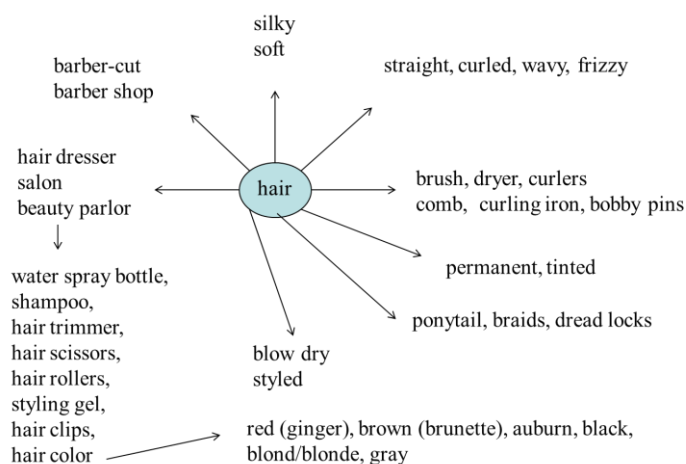 silky
soft
barber-cut
barber shop
straight, curled, wavy, frizzy
hair dresser
salon
beauty parlor
hair
brush, dryer, curlers
comb, curling iron, bobby pins
permanent, tinted
ponytail, braids, dread locks
blow dry
styled
water spray bottle,
shampoo,
hair trimmer,
hair scissors,
hair rollers,
styling gel,
hair clips,
hair color
red (ginger), brown (brunette), auburn, black,
blond/blonde, gray